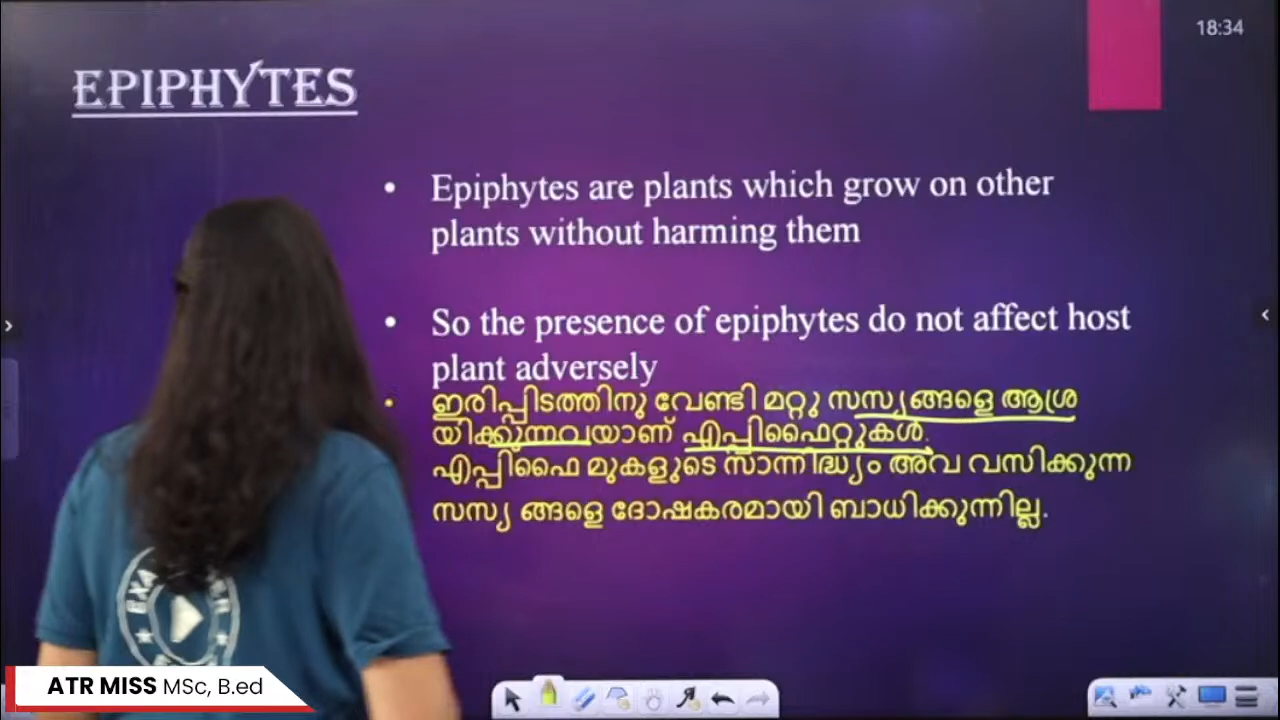 18:34
EPIPHYTES
• Epiphytes are plants which grow on other
plants without harming them
• So the presence of epiphytes do not affect host
plant adversely
• ഇരിപ്പിടത്തിനു വേണ്ടി മറ്റു സസ്യങ്ങളെ ആശ്ര
യിക്കുന്നവയാണ് എപ്പിഫൈറ്റുകൾ.
എപ്പിഫൈ മുകളുടെ സാന്നിദ്ധ്യം അവ വസിക്കുന്ന
സസ്യ ങ്ങളെ ദോഷകരമായി ബാധിക്കുന്നില്ല.
ATR MISS MSc, B.ed